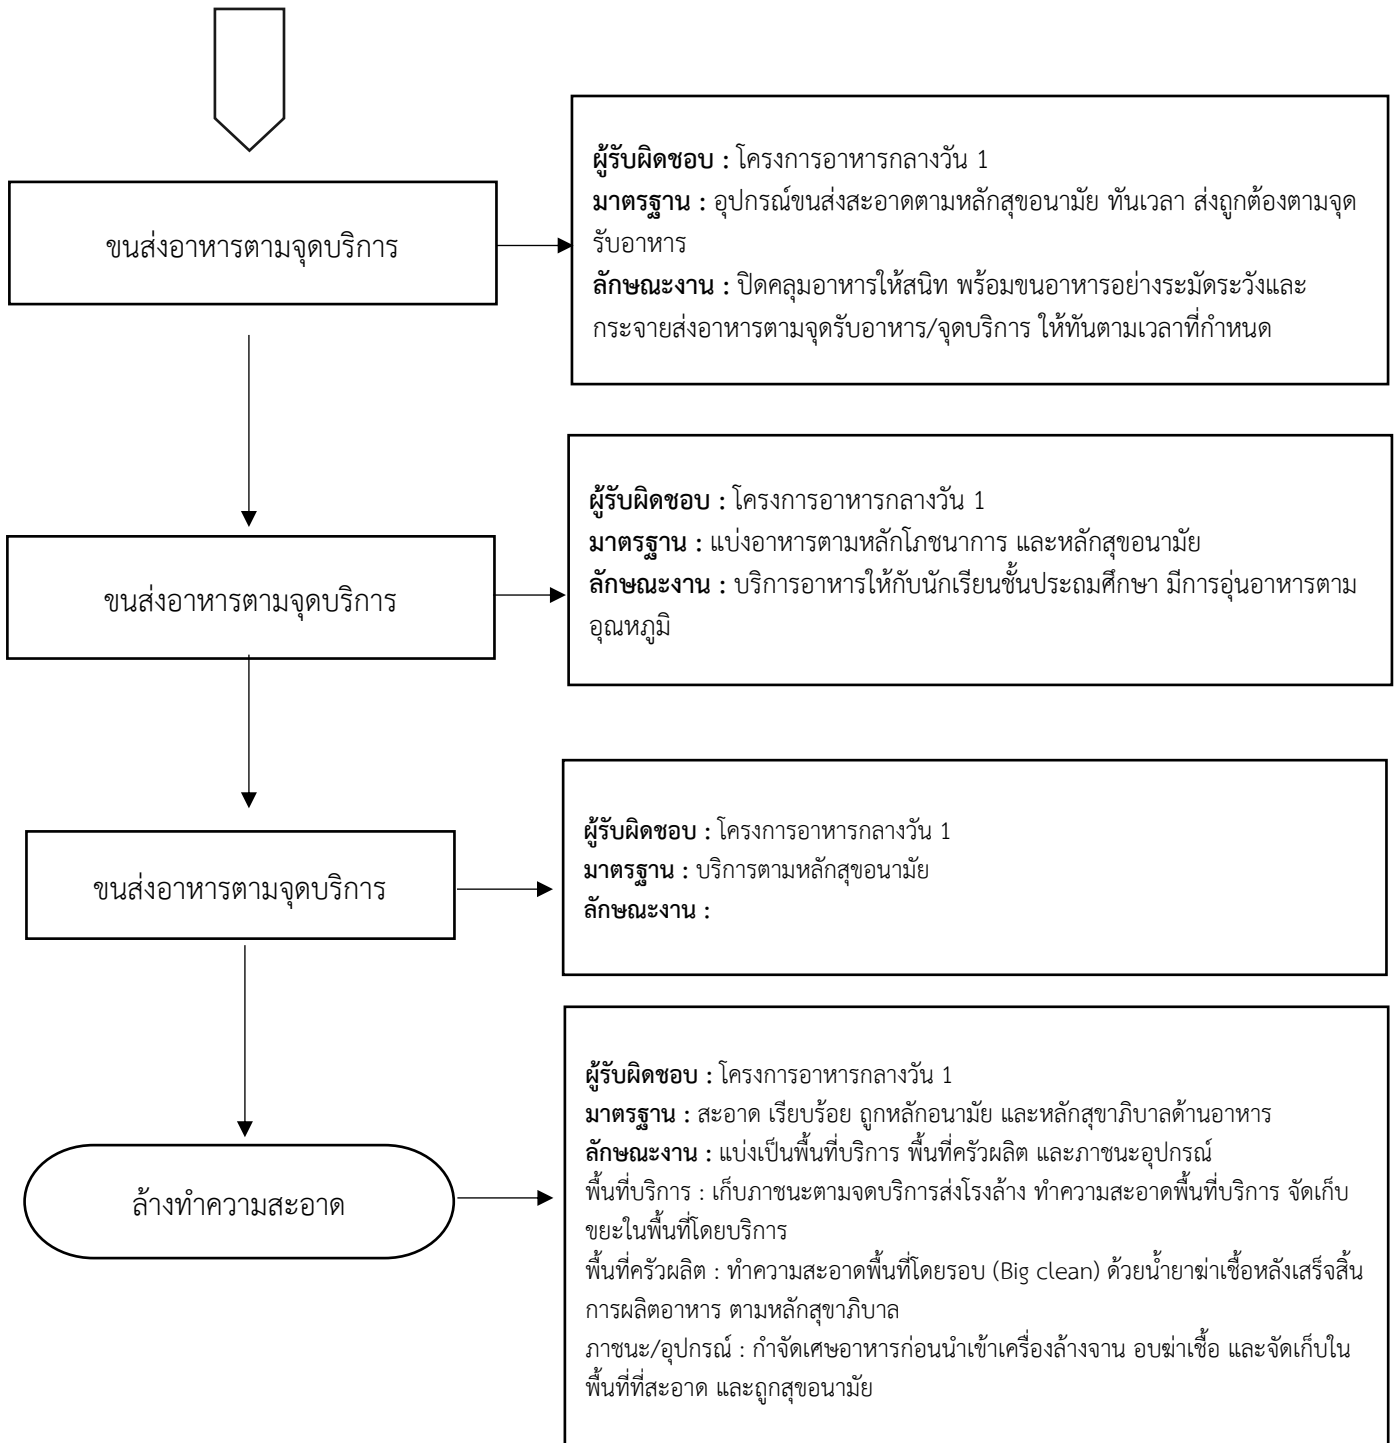 ขนส่งอาหารตามจุดบริการ
ผู้รับผิดชอบ : โครงการอาหารกลางวัน 1
มาตรฐาน : อุปกรณ์ขนส่งสะอาดตามหลักสุขอนามัย ทันเวลา ส่งถูกต้องตามจุด
รับอาหาร
ลักษณะงาน : ปิดคลุมอาหารให้สนิท พร้อมขนอาหารอย่างระมัดระวังและ
กระจายส่งอาหารตามจุดรับอาหาร/จุดบริการ ให้ทันตามเวลาที่กำหนด
ขนส่งอาหารตามจุดบริการ
ผู้รับผิดชอบ : โครงการอาหารกลางวัน 1
มาตรฐาน : แบ่งอาหารตามหลักโภชนาการ และหลักสุขอนามัย
ลักษณะงาน : บริการอาหารให้กับนักเรียนชั้นประถมศึกษา มีการอุ่นอาหารตาม
อุณหภูมิ
ขนส่งอาหารตามจุดบริการ
ผู้รับผิดชอบ : โครงการอาหารกลางวัน 1
มาตรฐาน : บริการตามหลักสุขอนามัย
ลักษณะงาน :
ล้างทำความสะอาด
ผู้รับผิดชอบ : โครงการอาหารกลางวัน 1
มาตรฐาน : สะอาด เรียบร้อย ถูกหลักอนามัย และหลักสุขาภิบาลด้านอาหาร
ลักษณะงาน : แบ่งเป็นพื้นที่บริการ พื้นที่ครัวผลิต และภาชนะอุปกรณ์
พื้นที่บริการ : เก็บภาชนะตามจดบริการส่งโรงล้าง ทำความสะอาดพื้นที่บริการ จัดเก็บ
ขยะในพื้นที่โดยบริการ
พื้นที่ครัวผลิต : ทำความสะอาดพื้นที่โดยรอบ (Big clean) ด้วยน้ำยาฆ่าเชื้อหลังเสร็จสิ้น
การผลิตอาหาร ตามหลักสุขาภิบาล
ภาชนะ/อุปกรณ์ : กำจัดเศษอาหารก่อนนำเข้าเครื่องล้างจาน อบฆ่าเชื้อ และจัดเก็บใน
พื้นที่ที่สะอาด และถูกสุขอนามัย